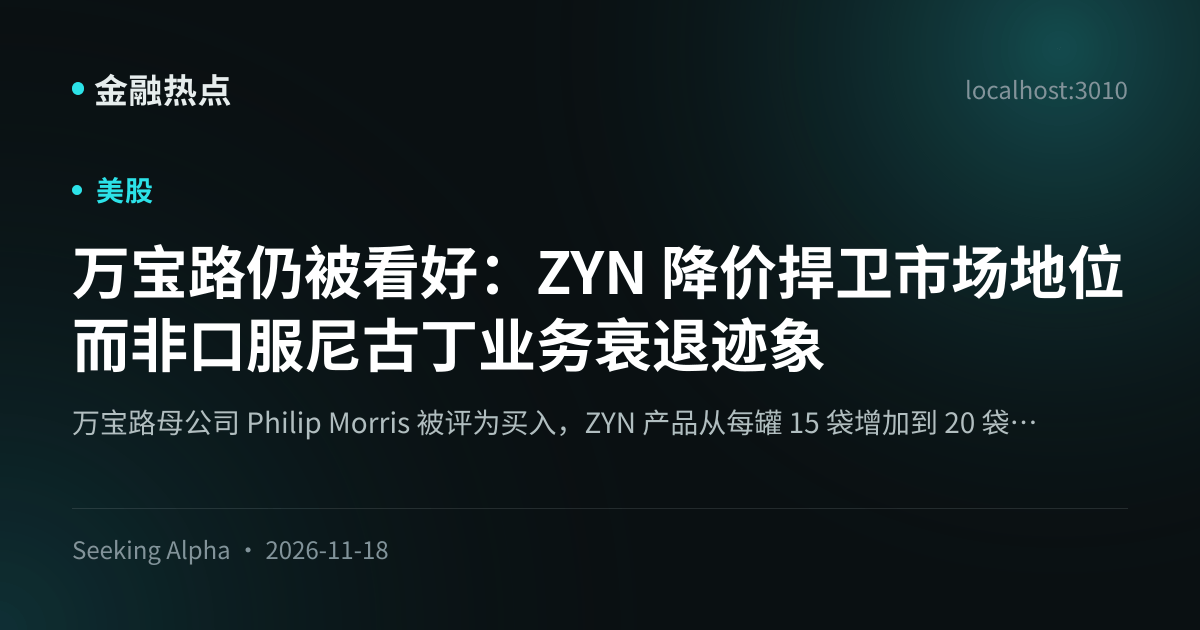 金融热点
localhost:3010
美股
万宝路仍被看好：ZYN 降价捍卫市场地位
而非口服尼古丁业务衰退迹象
万宝路母公司 Philip Morris 被评为买入，ZYN 产品从每罐 15 袋增加到 20 袋…
Seeking Alpha · 2026-11-18